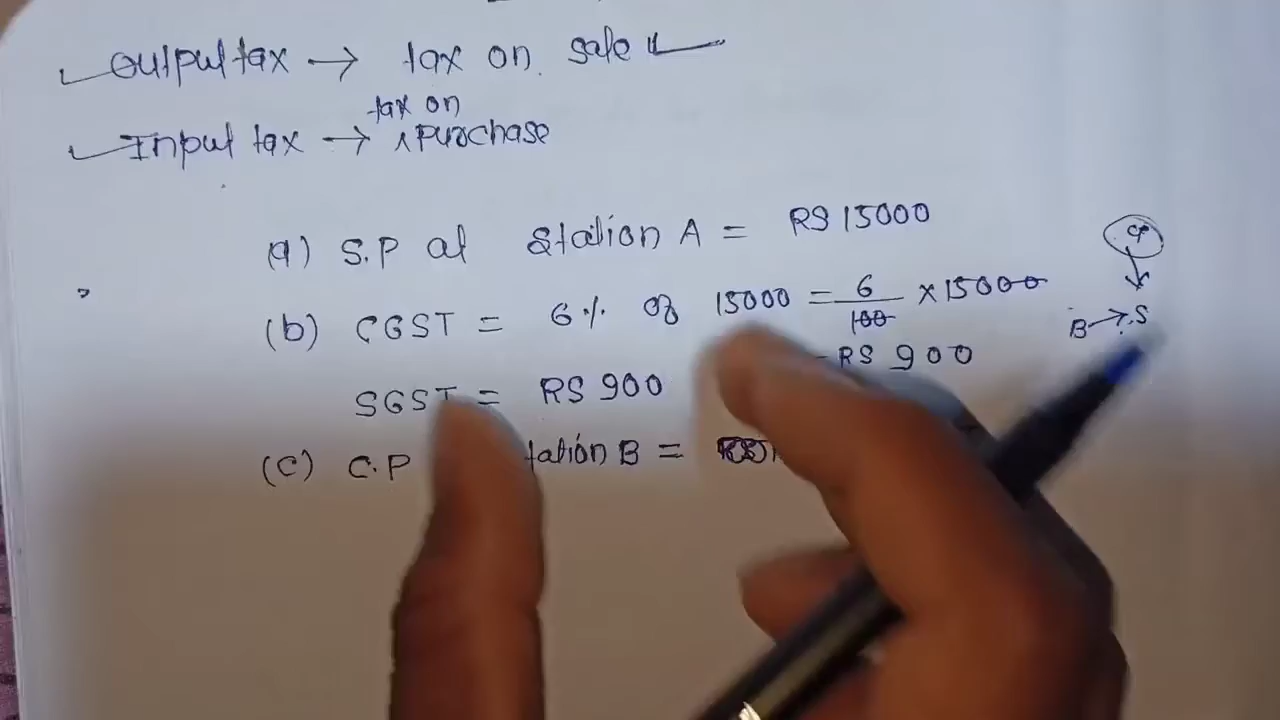 Output tax → tax on sale
tax on
Input tax → ^ purchase
(a) S.P at Station A = RS 15000
CP
(b) CGST = 6% of 15000 = 6/100 × 15000
B → S
= RS 900
SGST = RS 900
(c) C.P tation B =